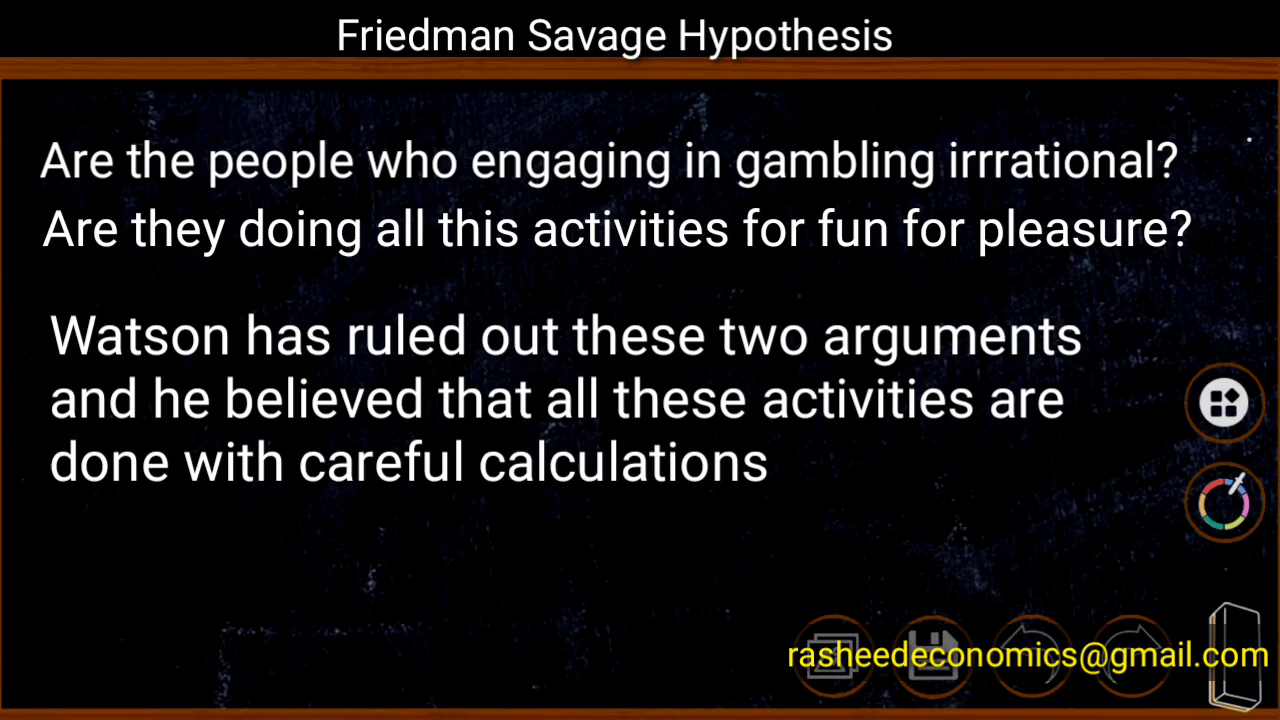 Friedman Savage Hypothesis
Are the people who engaging in gambling irrrational?
Are they doing all this activities for fun for pleasure?
Watson has ruled out these two arguments
and he believed that all these activities are
done with careful calculations
rasheedeconomics@gmail.com